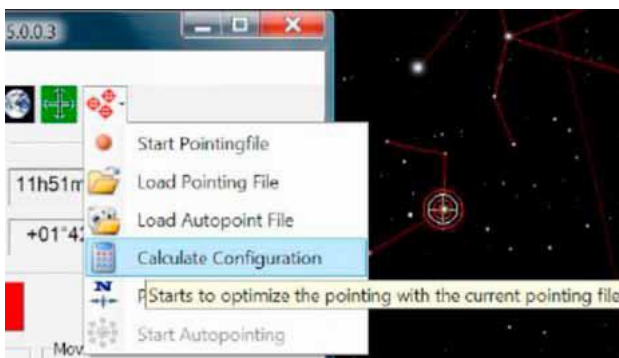 5.0.0.3
Start Pointingfile
11h51m
Load Pointing File
Load Autopoint File
+01°42
Calculate Configuration
N
P
Starts to optimize the pointing with the current pointing file
Start Autopointing
Mov